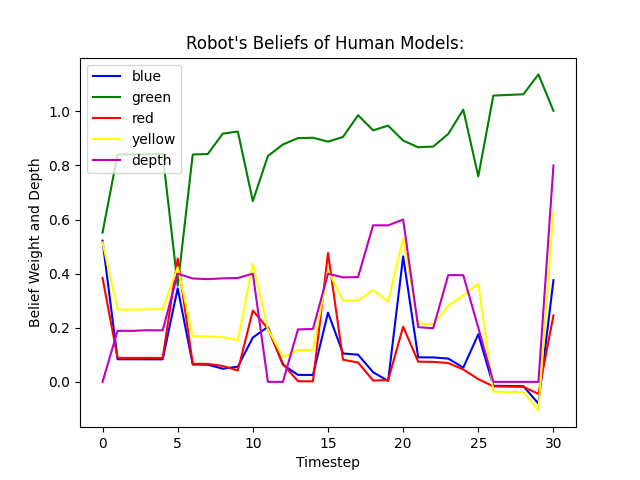 Robot's Beliefs of Human Models:
blue
green
red
yellow
depth
Belief Weight and Depth
1.0
0.8
0.6
0.4
0.2
0.0
0 5 10 15 20 25 30
Timestep